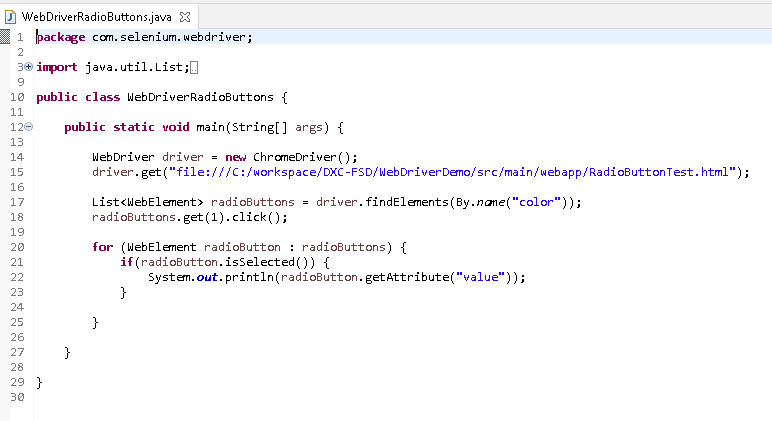 WebDriverRadioButtons.java
1 package com.selenium.webdriver;
2
3 import java.util.List;
9
10 public class WebDriverRadioButtons {
11
12     public static void main(String[] args) {
13
14         WebDriver driver = new ChromeDriver();
15         driver.get("file:///C:/workspace/DXC-FSD/WebDriverDemo/src/main/webapp/RadioButtonTest.html");
16
17         List<WebElement> radioButtons = driver.findElements(By.name("color"));
18         radioButtons.get(1).click();
19
20         for (WebElement radioButton : radioButtons) {
21             if(radioButton.isSelected()) {
22                 System.out.println(radioButton.getAttribute("value"));
23             }
24
25         }
26
27     }
28
29 }
30